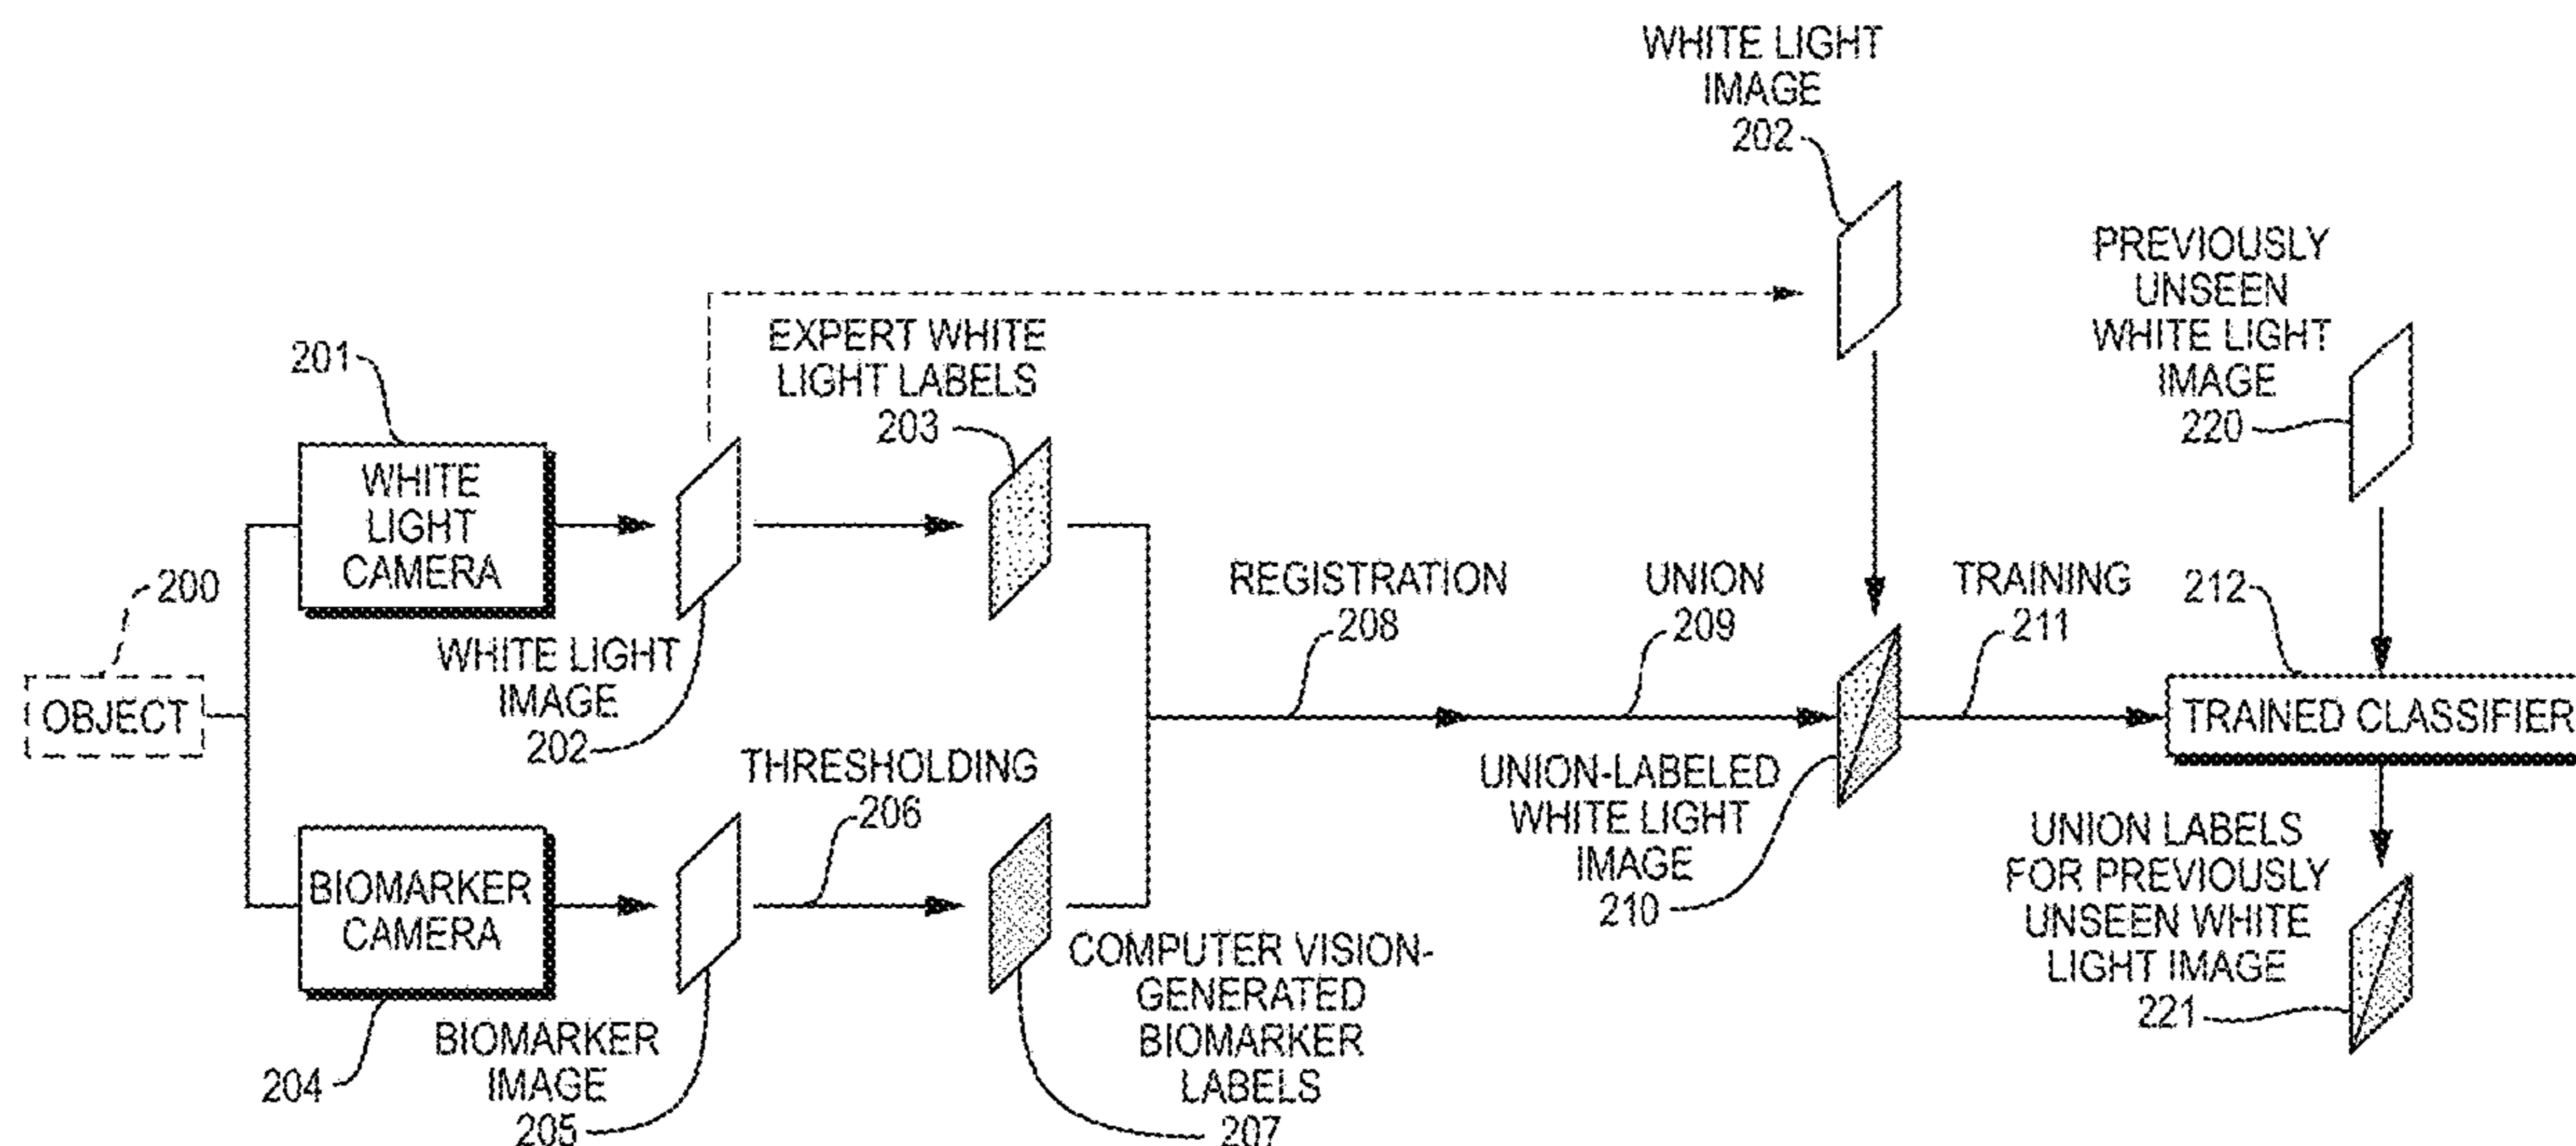 WHITE LIGHT
IMAGE
202
PREVIOUSLY
UNSEEN
WHITE LIGHT
IMAGE
220
EXPERT WHITE
LIGHT LABELS
203
201
WHITE
LIGHT
CAMERA
200
OBJECT
WHITE LIGHT
IMAGE
202
REGISTRATION
208
UNION
209
TRAINING
211
212
TRAINED CLASSIFIER
THRESHOLDING
206
UNION-LABELED
WHITE LIGHT
IMAGE
210
BIOMARKER
CAMERA
204
BIOMARKER
IMAGE
205
COMPUTER VISION-
GENERATED
BIOMARKER
LABELS
207
UNION LABELS
FOR PREVIOUSLY
UNSEEN WHITE
LIGHT IMAGE
221